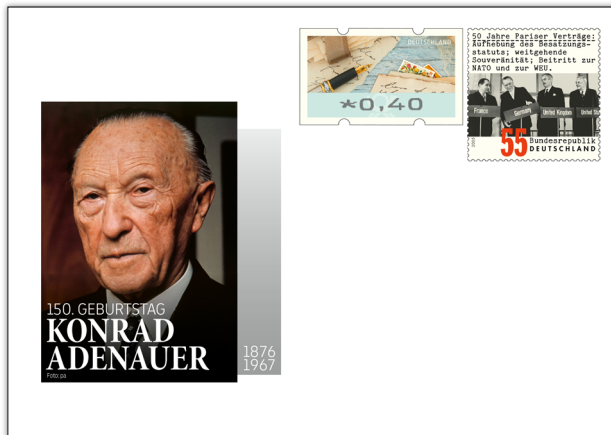 DEUTSCHLAND
*0,40
50 Jahre Pariser Verträge:
Aufhebung des Besatzungs-
statuts; weitgehende
Souveränität; Beitritt zur
NATO und zur WEU.
France
Germany
United Kingdom
United Sta
55
Bundesrepublik
DEUTSCHLAND
150. GEBURTSTAG
KONRAD
ADENAUER
1876
1967
Foto: pa